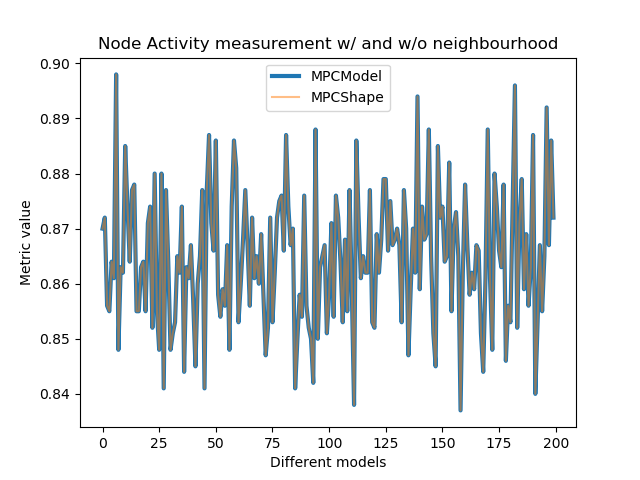 Node Activity measurement w/ and w/o neighbourhood
MPCModel
MPCShape
Metric value
0.90
0.89
0.88
0.87
0.86
0.85
0.84
0 25 50 75 100 125 150 175 200
Different models